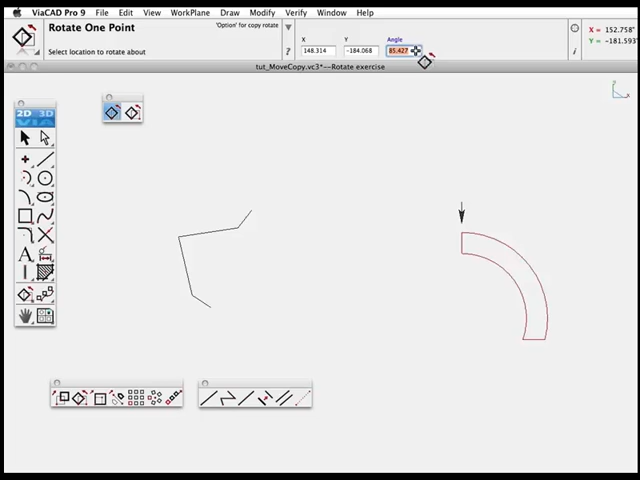 ViaCAD Pro 9 File Edit View WorkPlane Draw Modify Verify Window Help
Rotate One Point
'Option' for copy rotate
Select location to rotate about
?
X Y Angle
148.314 -184.068 85.427
i
X = 152.758"
Y = -181.593"
tut_MoveCopy.vc3*--Rotate exercise
2D 3D
VIA
A